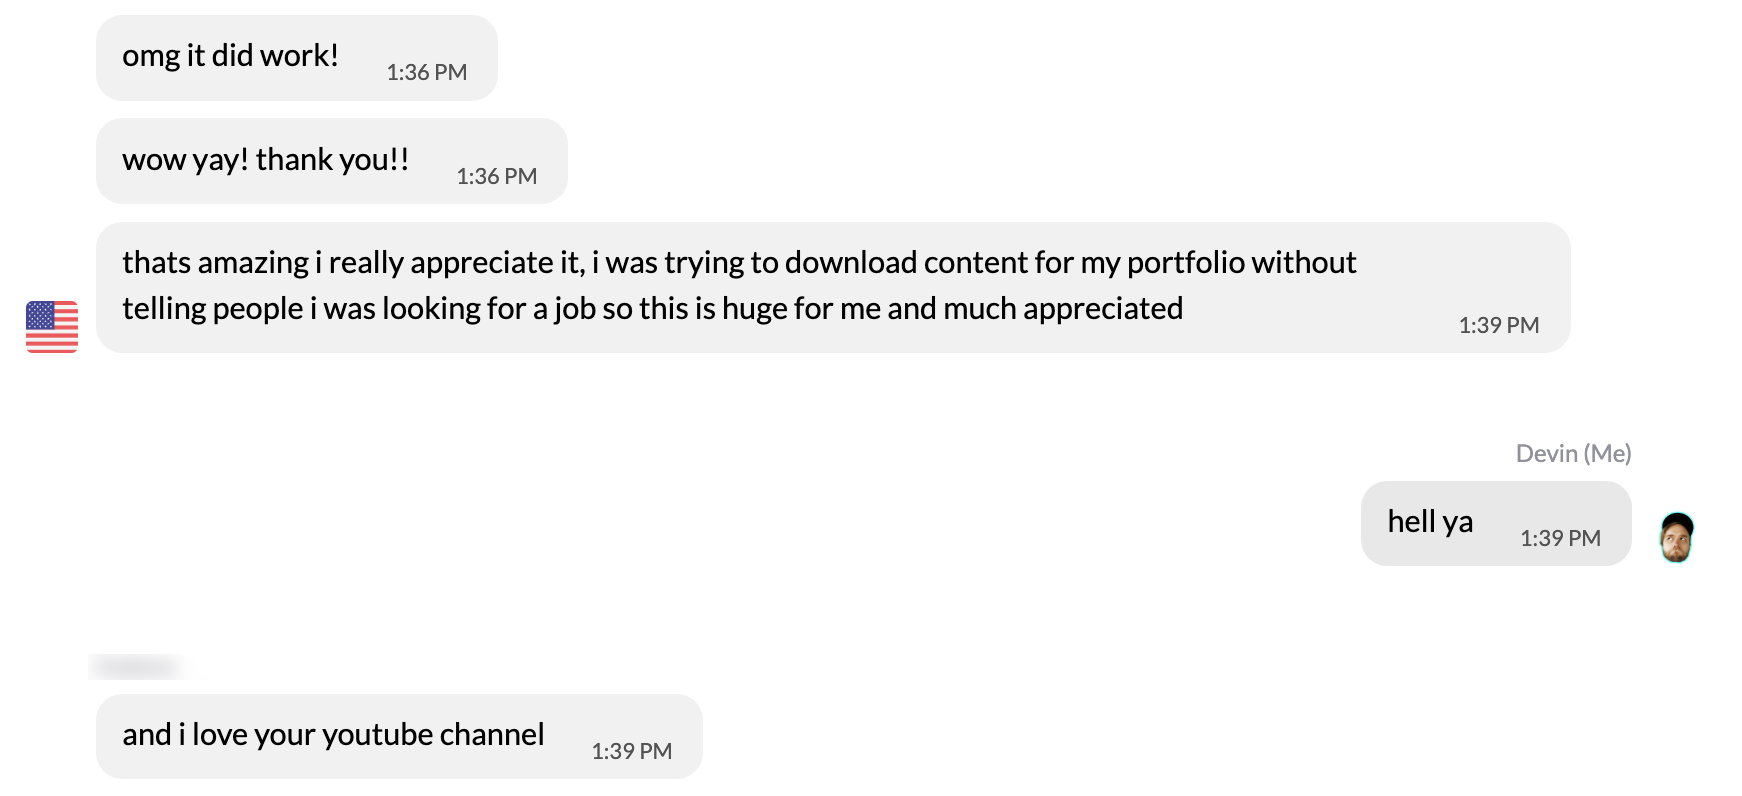 omg it did work!
1:36 PM
wow yay! thank you!!
1:36 PM
thats amazing i really appreciate it, i was trying to download content for my portfolio without
telling people i was looking for a job so this is huge for me and much appreciated
1:39 PM
Devin (Me)
hell ya
1:39 PM
and i love your youtube channel
1:39 PM